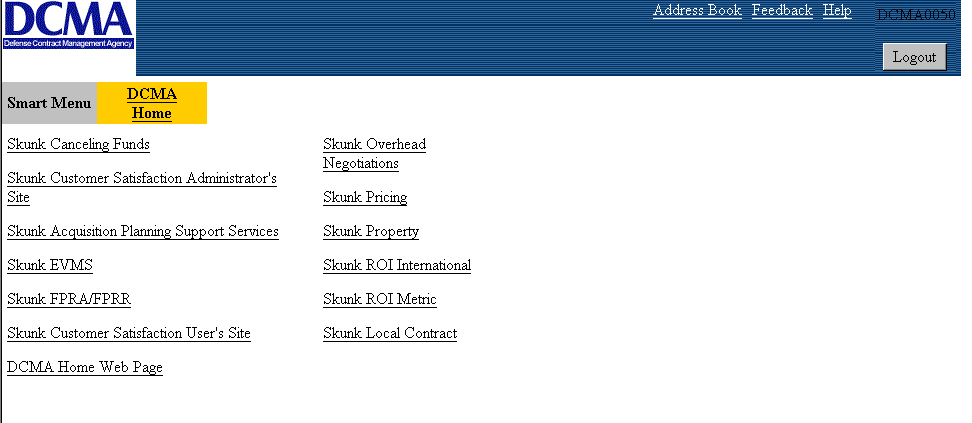 DCMA
Defense Contract Management Agency
Address Book Feedback Help
DCMA0050
Logout
Smart Menu
DCMA
Home
Skunk Canceling Funds
Skunk Customer Satisfaction Administrator's
Site
Skunk Acquisition Planning Support Services
Skunk EVMS
Skunk FPRA/FPRR
Skunk Customer Satisfaction User's Site
DCMA Home Web Page
Skunk Overhead
Negotiations
Skunk Pricing
Skunk Property
Skunk ROI International
Skunk ROI Metric
Skunk Local Contract